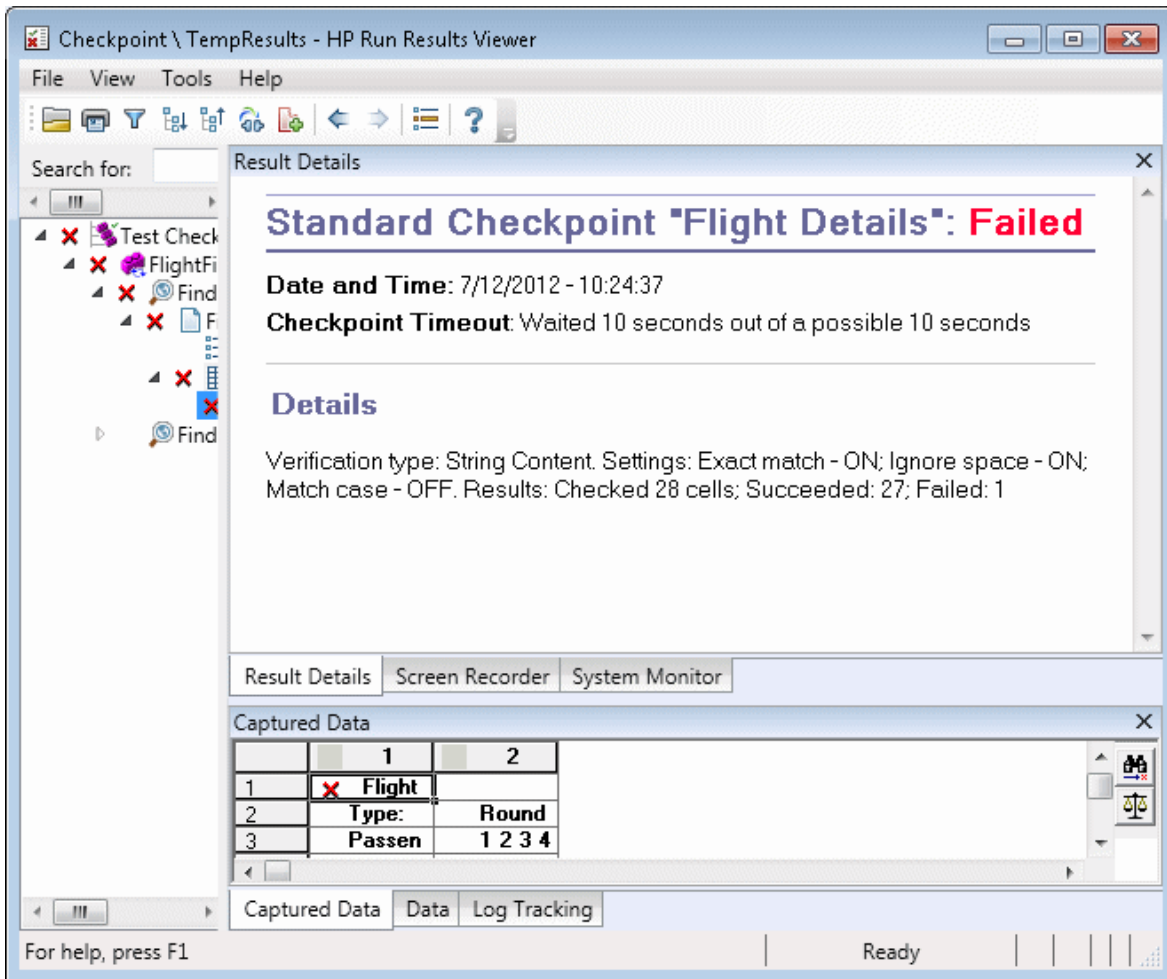 Checkpoint \ TempResults - HP Run Results Viewer
File View Tools Help
Search for:
Test Check
FlightFi
Find
F
Find
Result Details
Standard Checkpoint "Flight Details": Failed
Date and Time: 7/12/2012 - 10:24:37
Checkpoint Timeout: Waited 10 seconds out of a possible 10 seconds
Details
Verification type: String Content. Settings: Exact match - ON; Ignore space - ON;
Match case - OFF. Results: Checked 28 cells; Succeeded: 27; Failed: 1
Result Details Screen Recorder System Monitor
Captured Data
1 2
1 Flight
2 Type: Round
3 Passen 1 2 3 4
Captured Data Data Log Tracking
For help, press F1 Ready